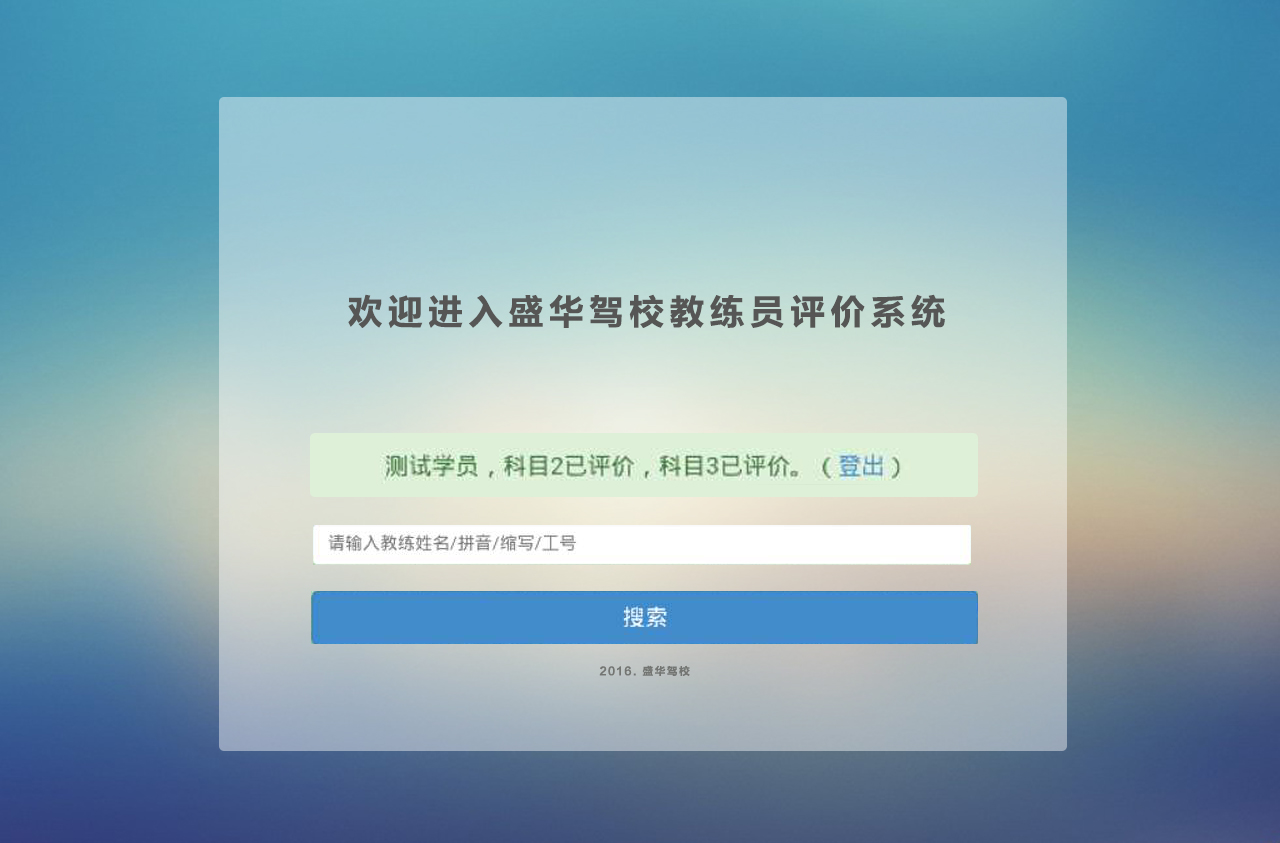 欢迎进入盛华驾校教练员评价系统
测试学员，科目2已评价，科目3已评价。（登出）
请输入教练姓名/拼音/缩写/工号
搜索
2016. 盛华驾校